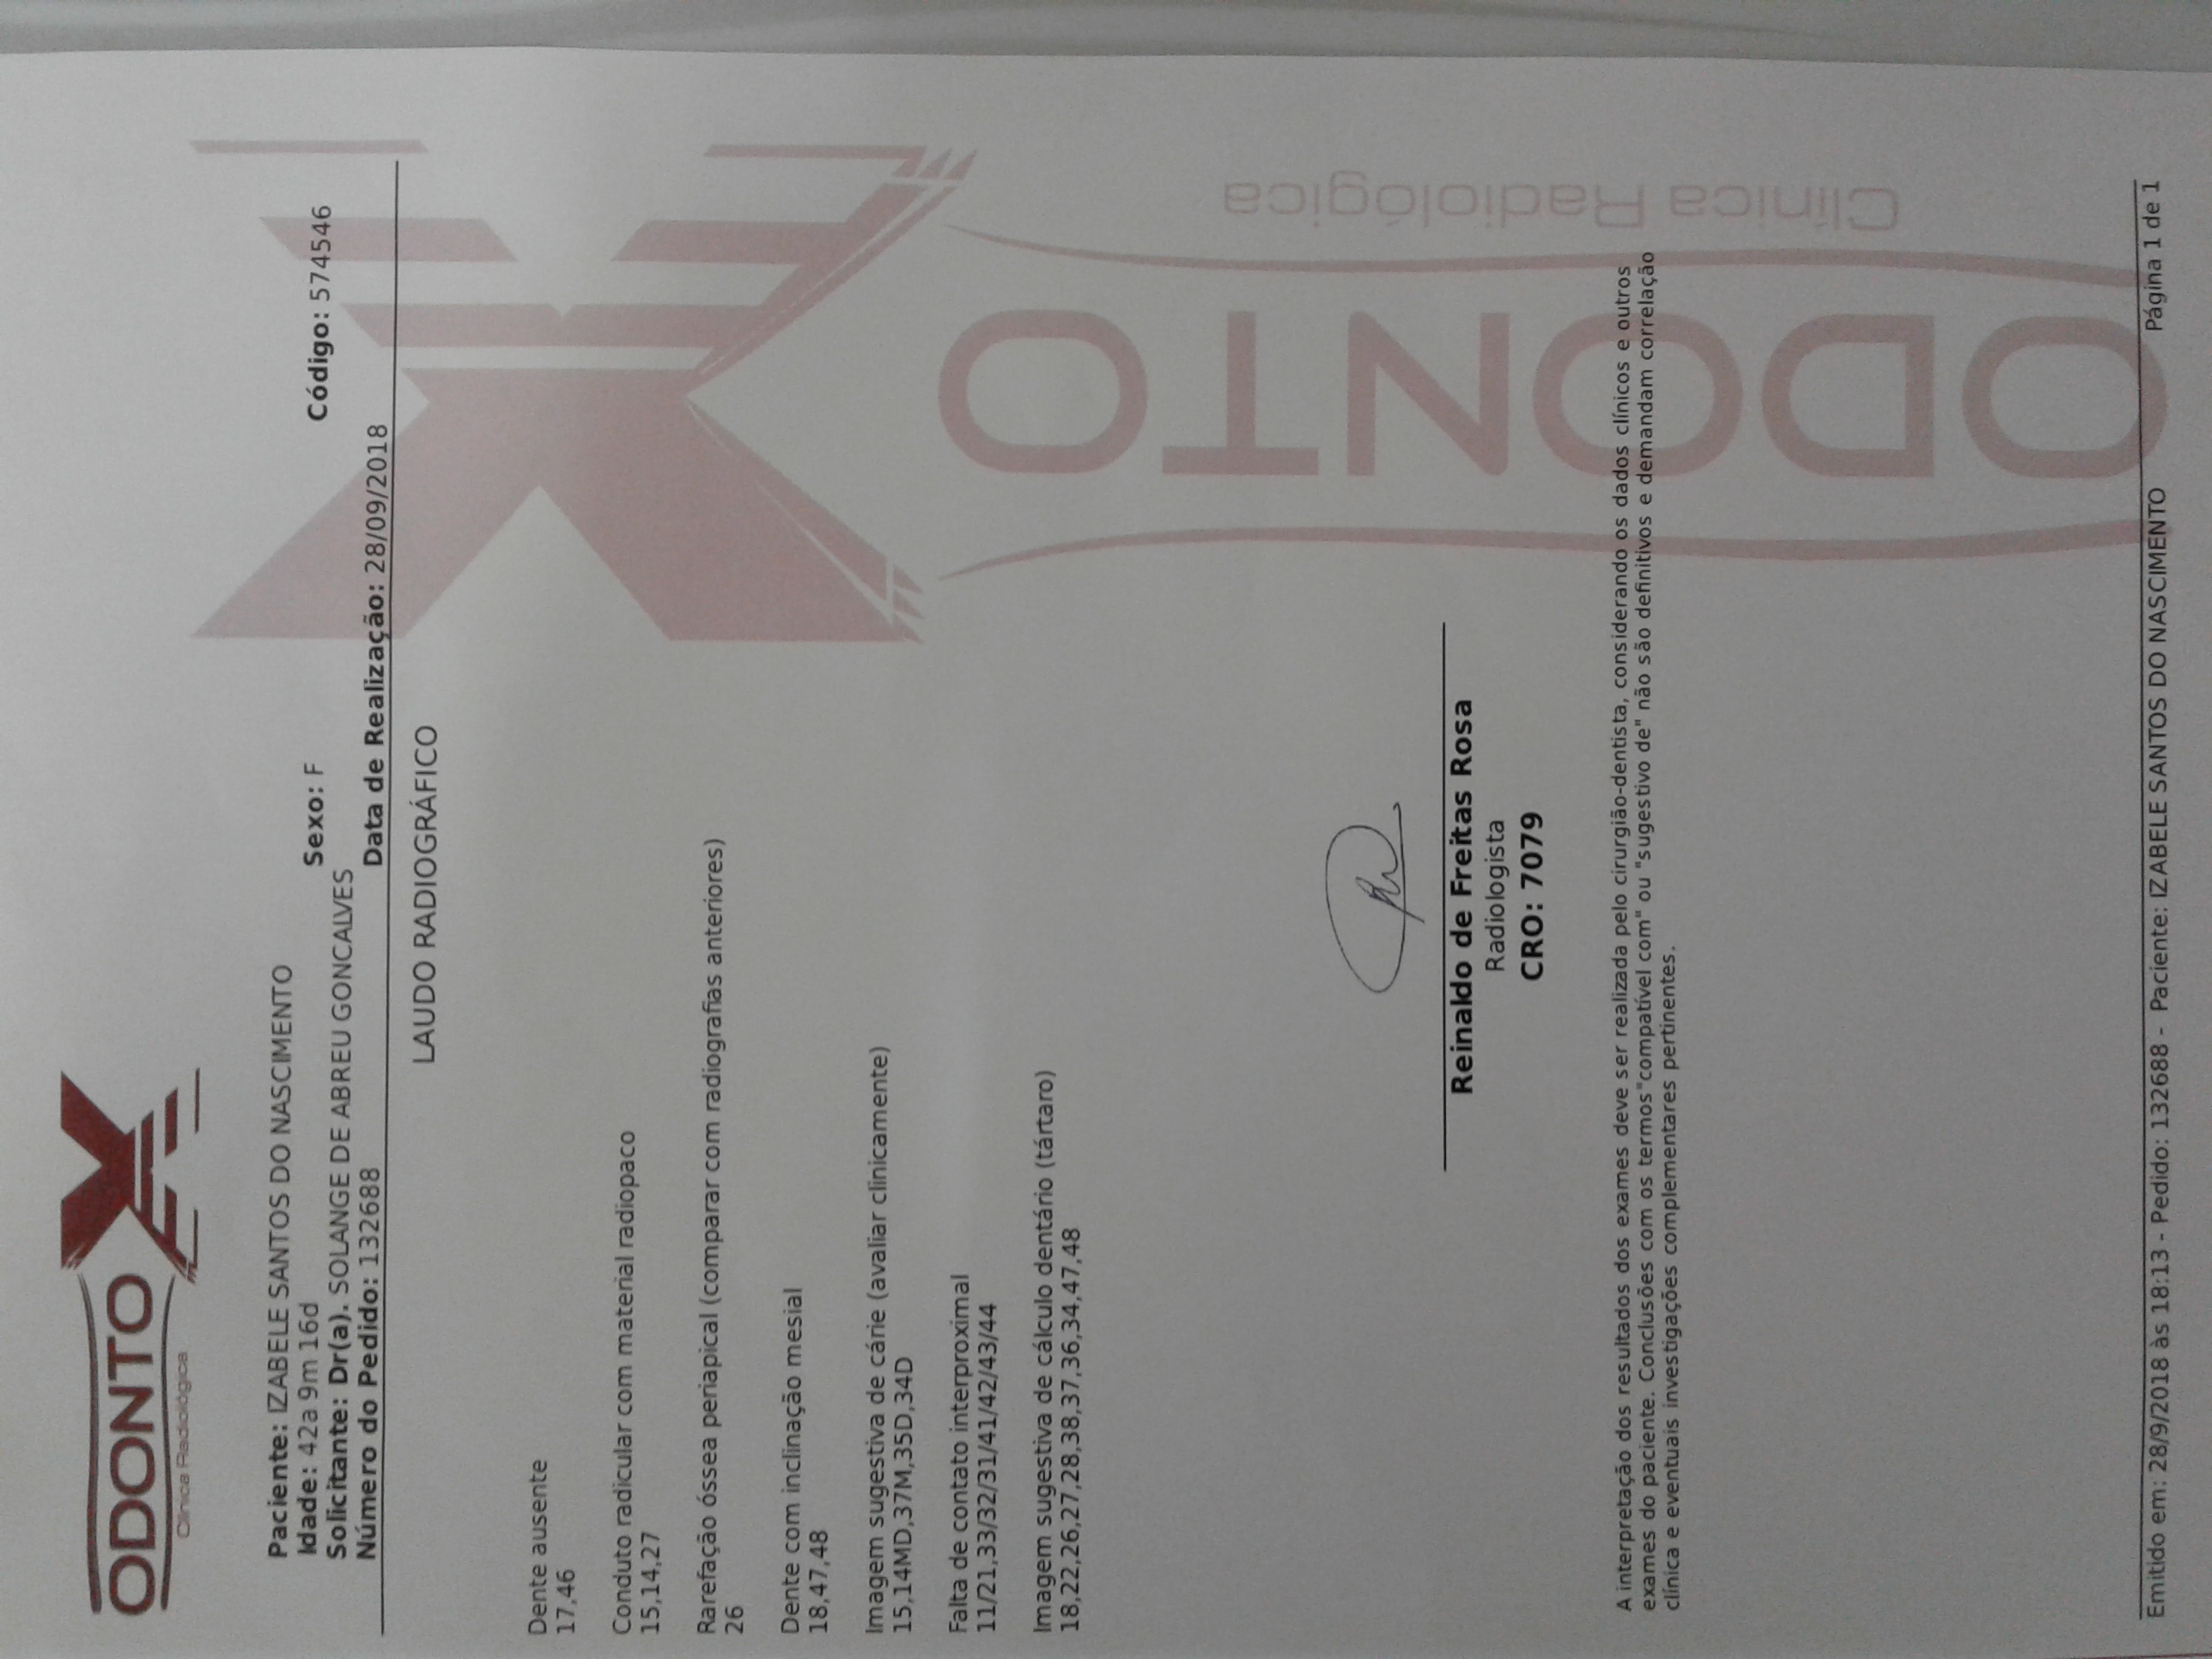 ODONTO
Clínica Radiológica
Paciente: IZABELE SANTOS DO NASCIMENTO
Idade: 42a 9m 16d Sexo: F Código: 574546
Solicitante: Dr(a). SOLANGE DE ABREU GONCALVES
Número do Pedido: 132688 Data de Realização: 28/09/2018
LAUDO RADIOGRÁFICO
Dente ausente
17,46
Conduto radicular com material radiopaco
15,14,27
Rarefação óssea periapical (comparar com radiografias anteriores)
26
Dente com inclinação mesial
18,47,48
Imagem sugestiva de cárie (avaliar clinicamente)
15,14MD,37M,35D,34D
Falta de contato interproximal
11/21,33/32/31/41/42/43/44
Imagem sugestiva de cálculo dentário (tártaro)
18,22,26,27,28,38,37,36,34,47,48
Reinaldo de Freitas Rosa
Radiologista
CRO: 7079
A interpretação dos resultados dos exames deve ser realizada pelo cirurgião-dentista, considerando os dados clínicos e outros
exames do paciente. Conclusões com os termos "compatível com" ou "sugestivo de" não são definitivos e demandam correlação
clínica e eventuais investigações complementares pertinentes.
Emitido em: 28/9/2018 às 18:13 - Pedido: 132688 - Paciente: IZABELE SANTOS DO NASCIMENTO Página 1 de 1
ODONTO
Clínica Radiológica